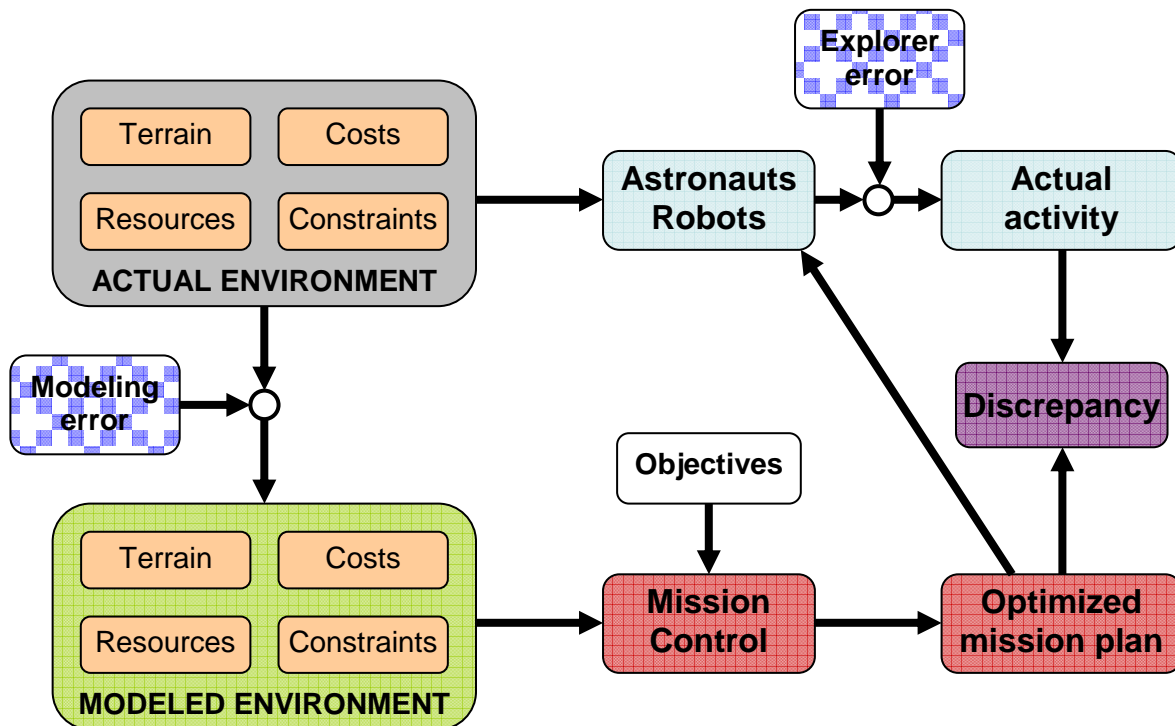 Explorer
error
Terrain
Costs
Resources
Constraints
ACTUAL ENVIRONMENT
Astronauts
Robots
Actual
activity
Modeling
error
Discrepancy
Objectives
Terrain
Costs
Resources
Constraints
MODELED ENVIRONMENT
Mission
Control
Optimized
mission plan